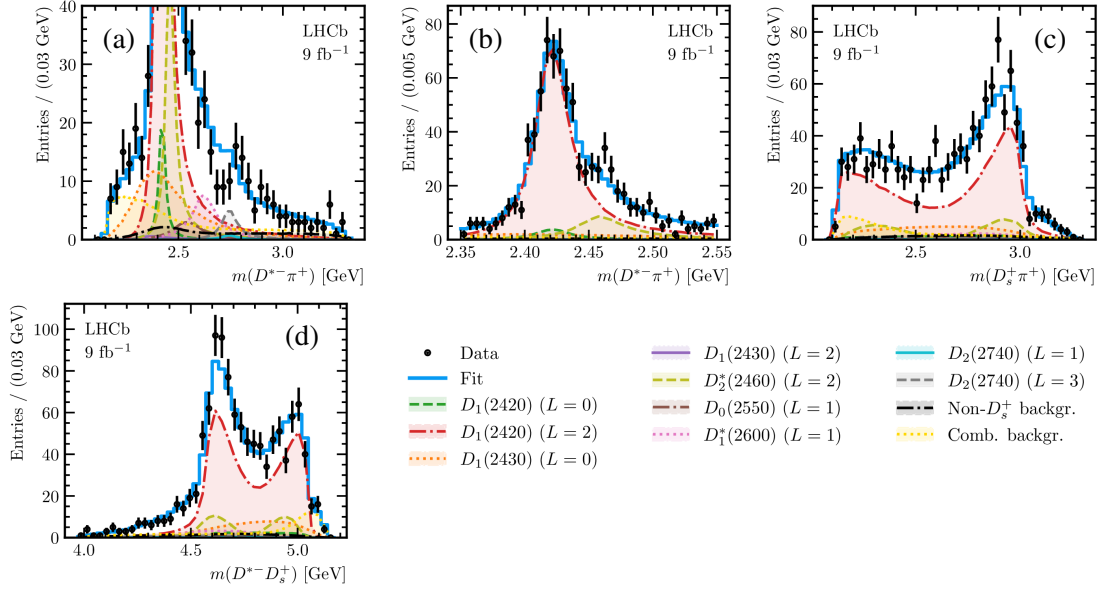 (a)
LHCb
9 fb⁻¹
Entries / (0.03 GeV)
40
30
20
10
0
2.5
3.0
m(D*⁻π⁺) [GeV]
(b)
LHCb
9 fb⁻¹
Entries / (0.005 GeV)
80
60
40
20
0
2.35
2.40
2.45
2.50
2.55
m(D*⁻π⁺) [GeV]
(c)
LHCb
9 fb⁻¹
Entries / (0.03 GeV)
80
60
40
20
0
2.5
3.0
m(Dₛ⁺π⁺) [GeV]
(d)
LHCb
9 fb⁻¹
Entries / (0.03 GeV)
100
80
60
40
20
0
4.0
4.5
5.0
m(D*⁻Dₛ⁺) [GeV]
Data
Fit
D₁(2420) (L = 0)
D₁(2420) (L = 2)
D₁(2430) (L = 0)
D₁(2430) (L = 2)
D₂*(2460) (L = 2)
D₀(2550) (L = 1)
D₁*(2600) (L = 1)
D₂(2740) (L = 1)
D₂(2740) (L = 3)
Non-Dₛ⁺ backgr.
Comb. backgr.